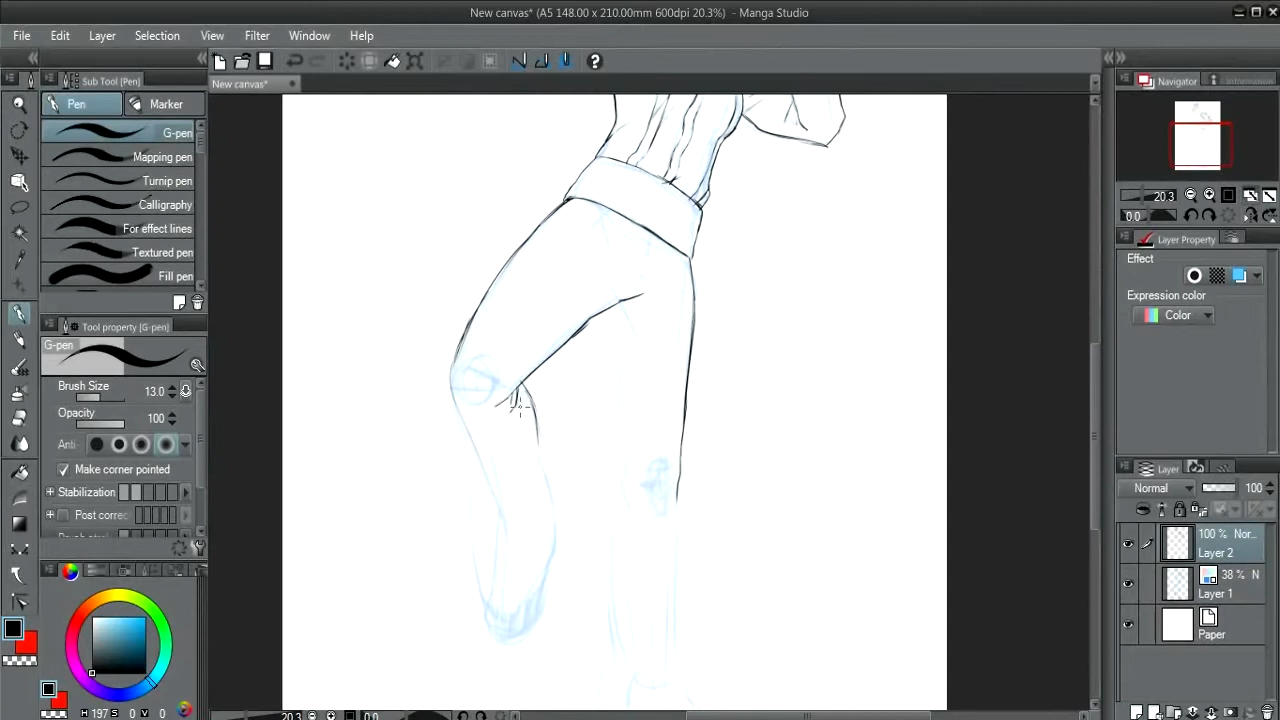 New canvas* (A5 148.00 x 210.00mm 600dpi 20.3%) - Manga Studio
File Edit Layer Selection View Filter Window Help
Sub Tool [Pen]
New canvas*
Pen Marker
G-pen
Mapping pen
Turnip pen
Calligraphy
For effect lines
Textured pen
Fill pen
Tool property [G-pen]
G-pen
Brush Size 13.0
Opacity 100
Anti
Make corner pointed
Stabilization
Post correc
H 197 S 0 V 0
20.3 0.0
Navigator Information
20.3
0.0
Layer Property
Effect
Expression color
Color
Layer
Normal 100
100 % Nor...
Layer 2
38 % N
Layer 1
Paper